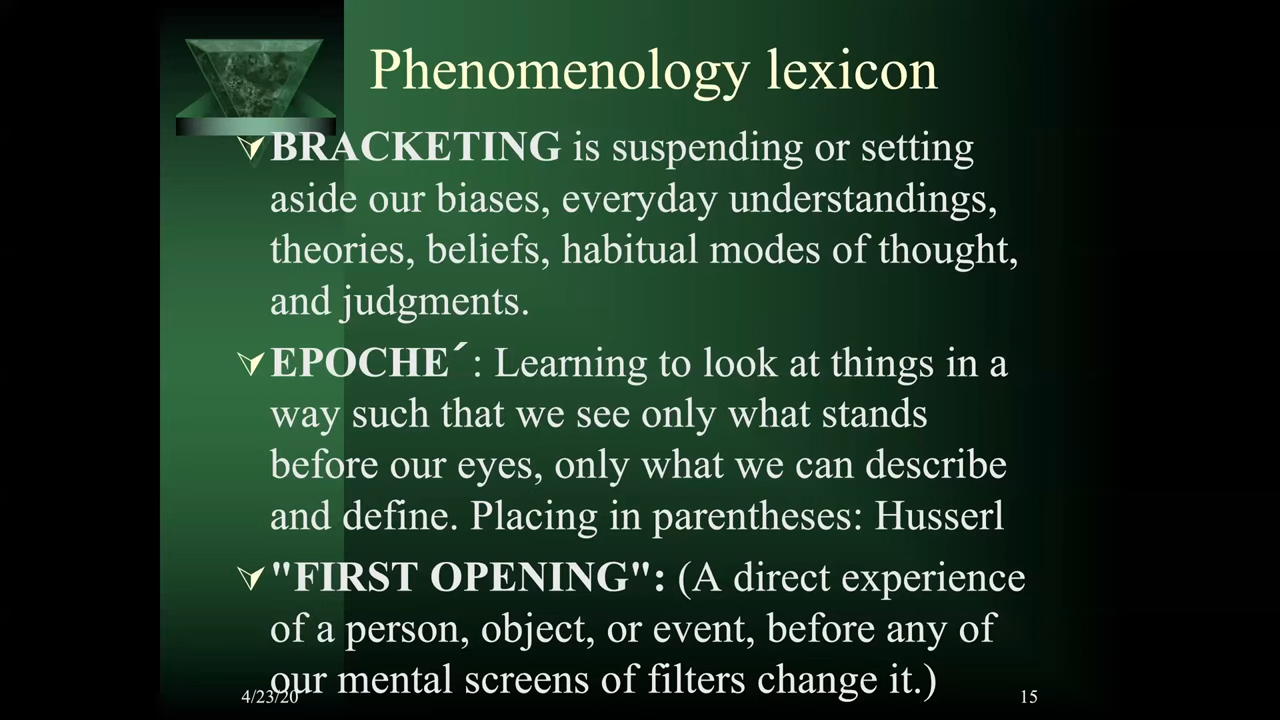 Phenomenology lexicon
BRACKETING is suspending or setting
aside our biases, everyday understandings,
theories, beliefs, habitual modes of thought,
and judgments.
EPOCHE´: Learning to look at things in a
way such that we see only what stands
before our eyes, only what we can describe
and define. Placing in parentheses: Husserl
"FIRST OPENING": (A direct experience
of a person, object, or event, before any of
our mental screens of filters change it.)
4/23/20
15